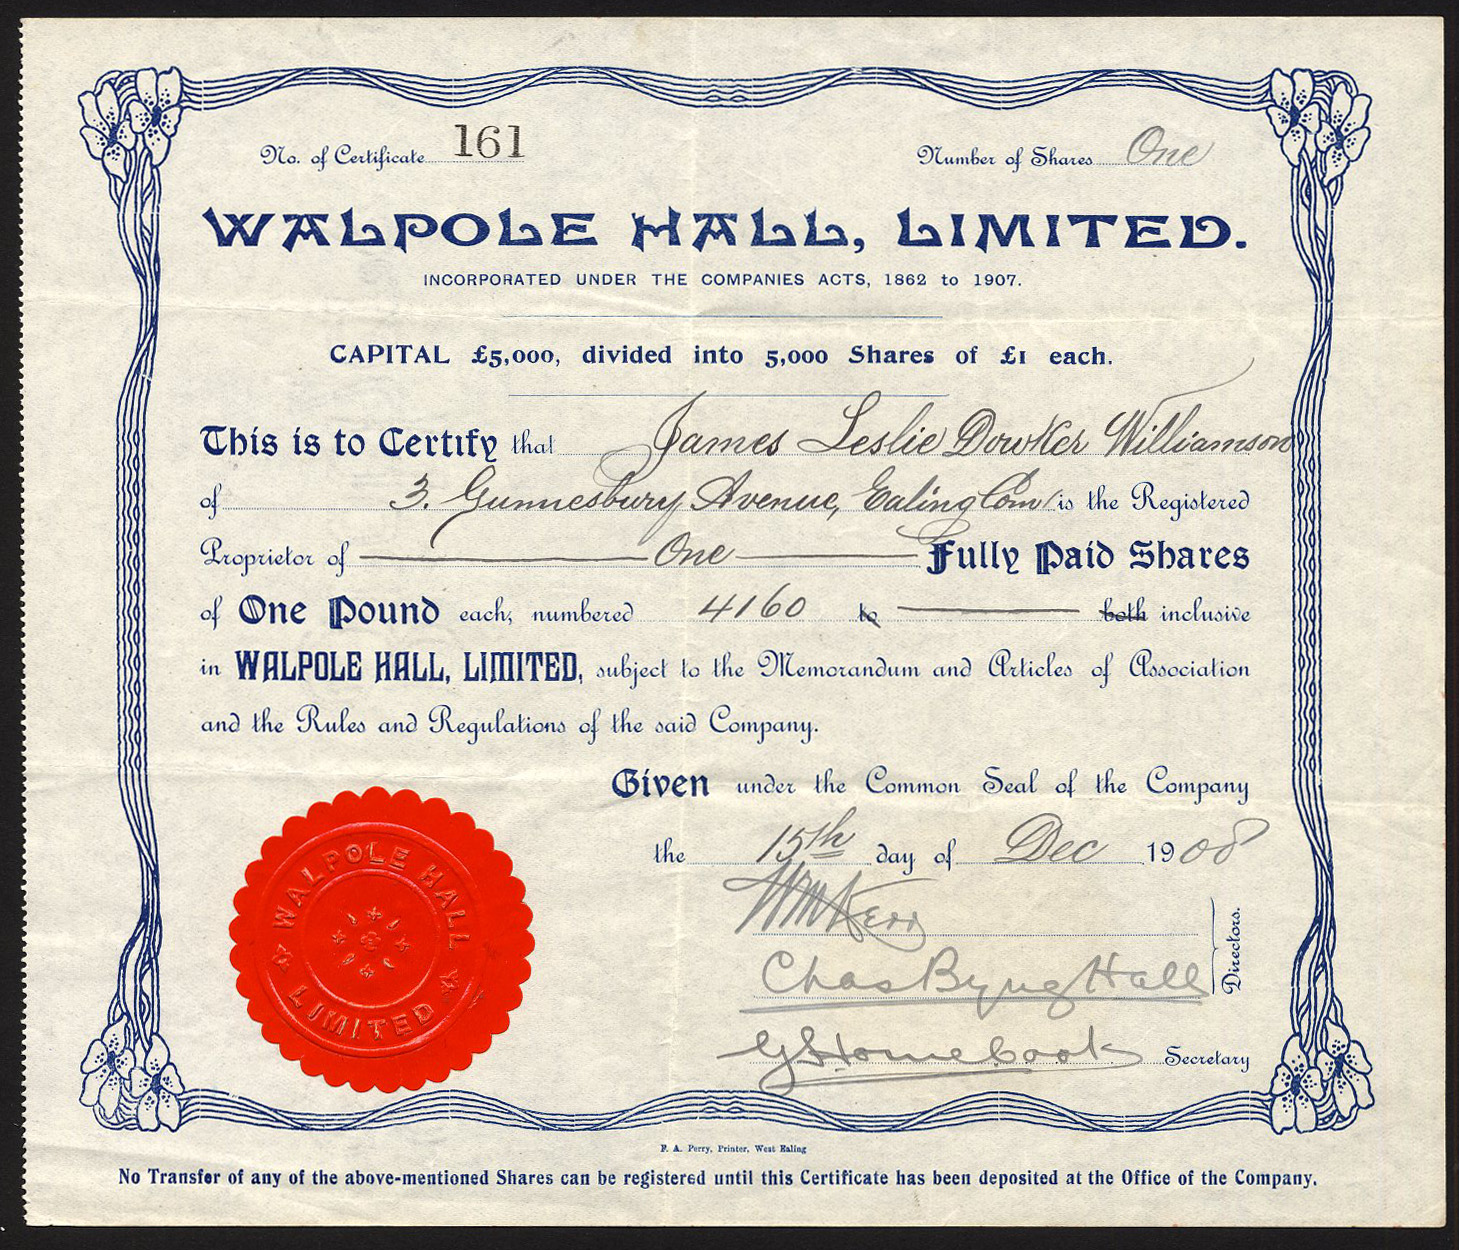 No. of Certificate 161 Number of Shares One
WALPOLE HALL, LIMITED.
INCORPORATED UNDER THE COMPANIES ACTS, 1862 to 1907.
CAPITAL £5,000, divided into 5,000 Shares of £1 each.
This is to Certify that James Leslie Dowker Williamson
of 3. Gunnesbury Avenue, Ealing Com is the Registered
Proprietor of One Fully Paid Shares
of One Pound each, numbered 4160 to both inclusive
in WALPOLE HALL, LIMITED, subject to the Memorandum and Articles of Association
and the Rules and Regulations of the said Company.
Given under the Common Seal of the Company
the 15th day of Dec 1908
Wm Kerr
Chas Byng Hall
Directors.
Secretary
WALPOLE HALL
LIMITED
F. A. Perry, Printer, West Ealing
No Transfer of any of the above-mentioned Shares can be registered until this Certificate has been deposited at the Office of the Company.